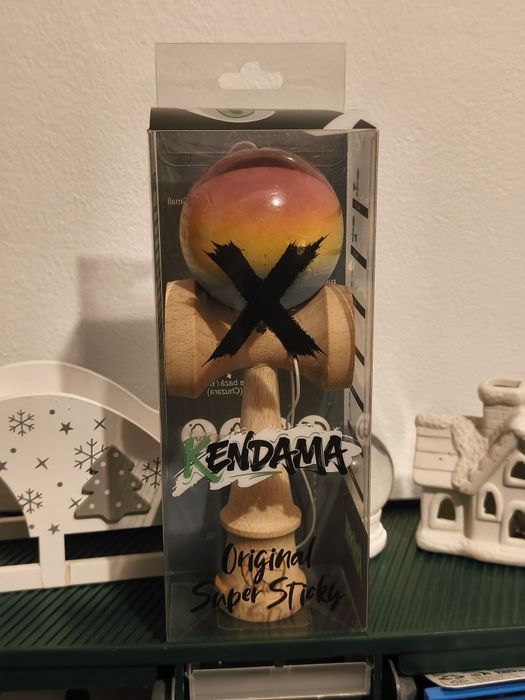 X
KENDAMA
Original
Super Sticky